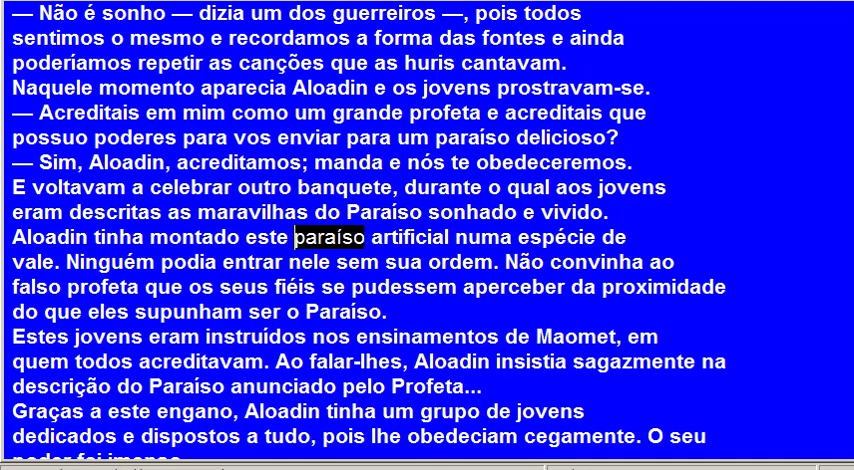 — Não é sonho — dizia um dos guerreiros —, pois todos
sentimos o mesmo e recordamos a forma das fontes e ainda
poderíamos repetir as canções que as huris cantavam.
Naquele momento aparecia Aloadin e os jovens prostravam-se.
— Acreditais em mim como um grande profeta e acreditais que
possuo poderes para vos enviar para um paraíso delicioso?
— Sim, Aloadin, acreditamos; manda e nós te obedeceremos.
E voltavam a celebrar outro banquete, durante o qual aos jovens
eram descritas as maravilhas do Paraíso sonhado e vivido.
Aloadin tinha montado este paraíso artificial numa espécie de
vale. Ninguém podia entrar nele sem sua ordem. Não convinha ao
falso profeta que os seus fiéis se pudessem aperceber da proximidade
do que eles supunham ser o Paraíso.
Estes jovens eram instruídos nos ensinamentos de Maomet, em
quem todos acreditavam. Ao falar-lhes, Aloadin insistia sagazmente na
descrição do Paraíso anunciado pelo Profeta...
Graças a este engano, Aloadin tinha um grupo de jovens
dedicados e dispostos a tudo, pois lhe obedeciam cegamente. O seu
poder foi imenso